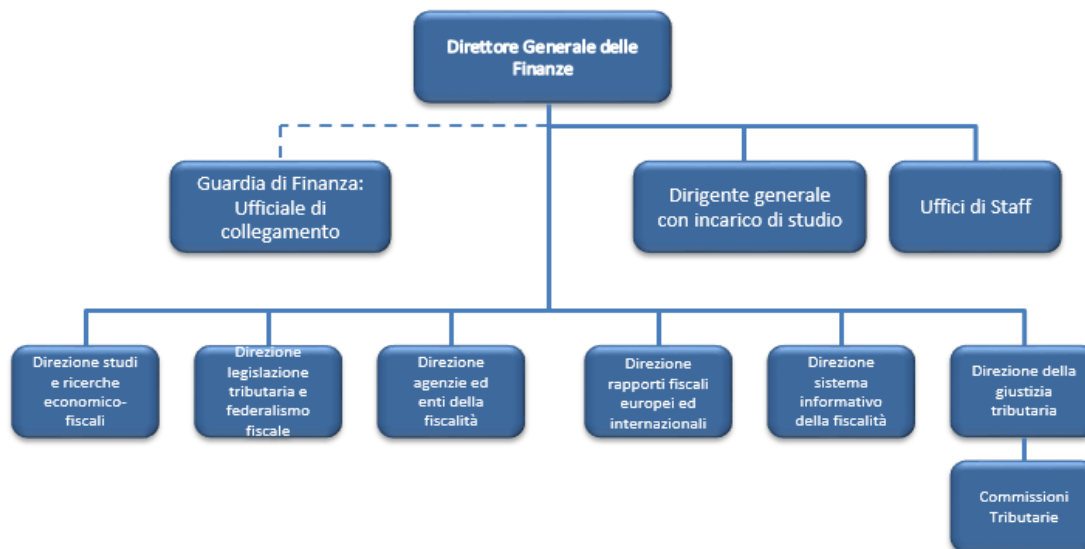 Direttore Generale delle
Finanze
Guardia di Finanza:
Ufficiale di
collegamento
Dirigente generale
con incarico di studio
Uffici di Staff
Direzione studi
e ricerche
economico-
fiscali
Direzione
legislazione
tributaria e
federalismo
fiscale
Direzione
agenzie ed
enti della
fiscalità
Direzione
rapporti fiscali
europei ed
internazionali
Direzione
sistema
informativo
della fiscalità
Direzione della
giustizia
tributaria
Commissioni
Tributarie